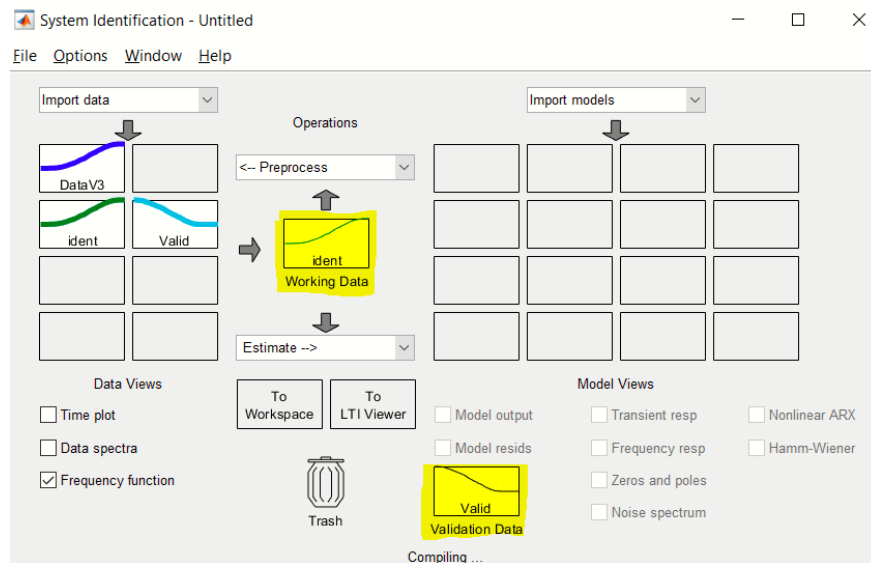 System Identification - Untitled
File Options Window Help
Import data
Import models
Operations
DataV3
<-- Preprocess
ident
Valid
ident
Working Data
Estimate -->
Data Views
Model Views
To Workspace
To LTI Viewer
Time plot
Model output
Transient resp
Nonlinear ARX
Data spectra
Model resids
Frequency resp
Hamm-Wiener
Frequency function
Zeros and poles
Trash
Valid
Noise spectrum
Validation Data
Compiling ...